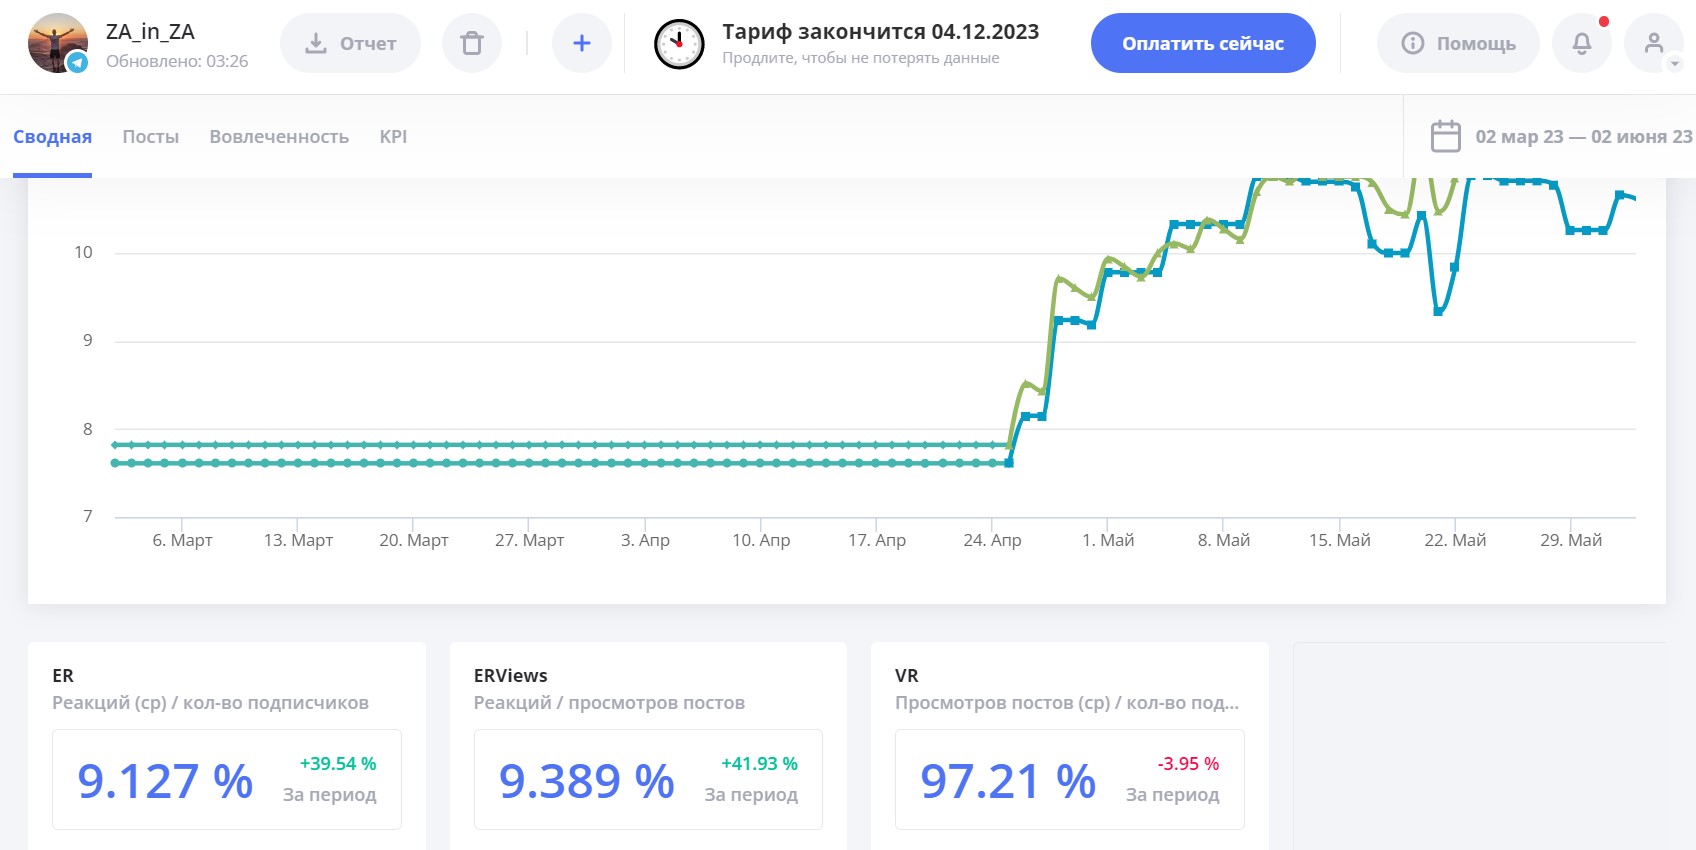 ZA_in_ZA
Обновлено: 03:26
Отчет
Тариф закончится 04.12.2023
Продлите, чтобы не потерять данные
Оплатить сейчас
Помощь
Сводная
Посты
Вовлеченность
KPI
02 мар 23 — 02 июня 23
10
9
8
7
6. Март
13. Март
20. Март
27. Март
3. Апр
10. Апр
17. Апр
24. Апр
1. Май
8. Май
15. Май
22. Май
29. Май
ER
Реакций (ср) / кол-во подписчиков
9.127 %
+39.54 %
За период
ERViews
Реакций / просмотров постов
9.389 %
+41.93 %
За период
VR
Просмотров постов (ср) / кол-во под...
97.21 %
-3.95 %
За период